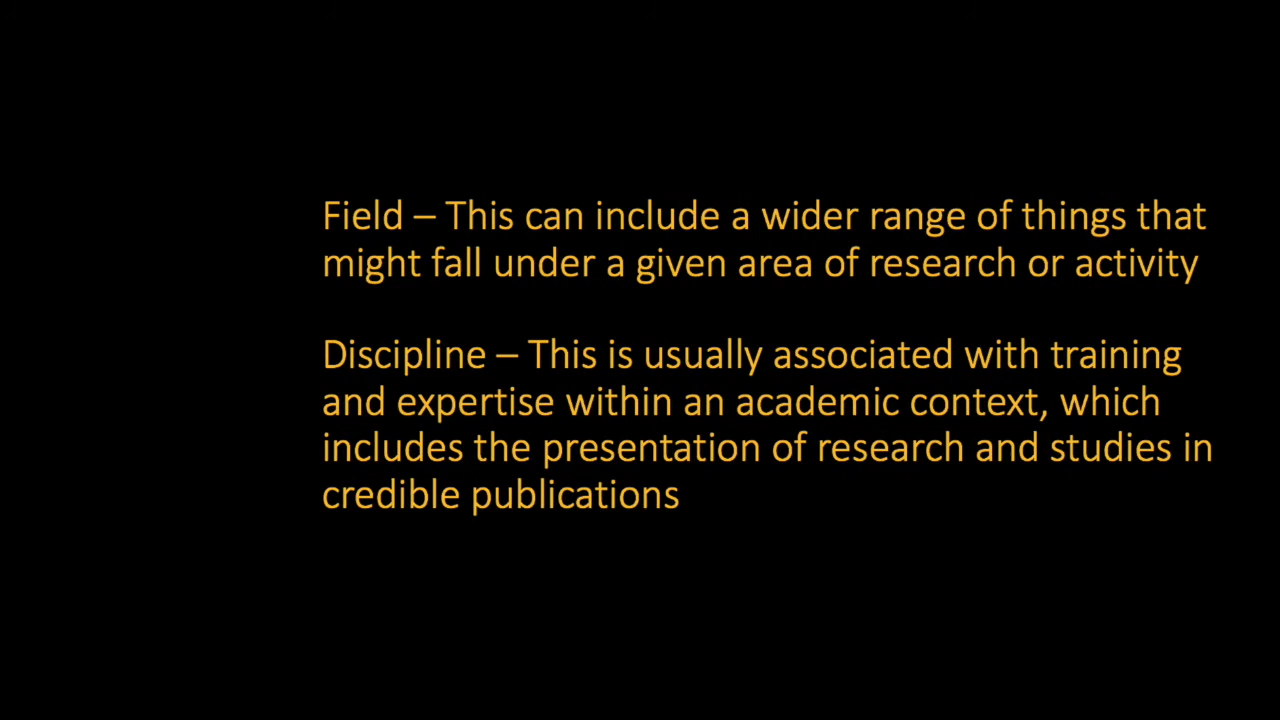 Field – This can include a wider range of things that
might fall under a given area of research or activity
Discipline – This is usually associated with training
and expertise within an academic context, which
includes the presentation of research and studies in
credible publications